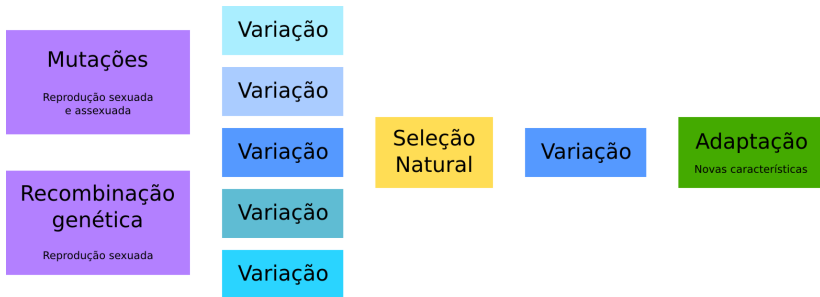 Mutações
Reprodução sexuada
e assexuada
Recombinação
genética
Reprodução sexuada
Variação
Variação
Variação
Variação
Variação
Seleção
Natural
Variação
Adaptação
Novas características